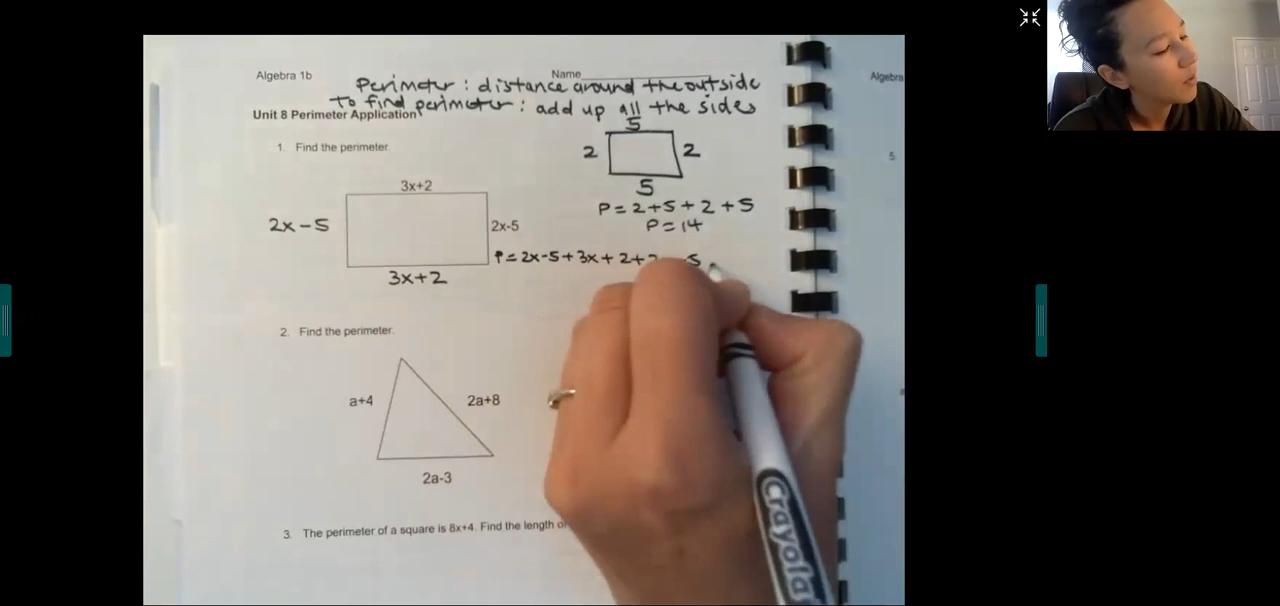 Algebra 1b
Name
Algebra
Perimeter : distance around the outside
To find perimeter : add up all the sides
Unit 8 Perimeter Application
5
1. Find the perimeter.
2
2
5.
5
3x+2
P=2+5+2+5
2x-5
2x-5
P=14
P=2x-5+3x+2+
5
3x+2
2. Find the perimeter.
a+4
2a+8
2a-3
3. The perimeter of a square is 8x+4. Find the length
Crayola